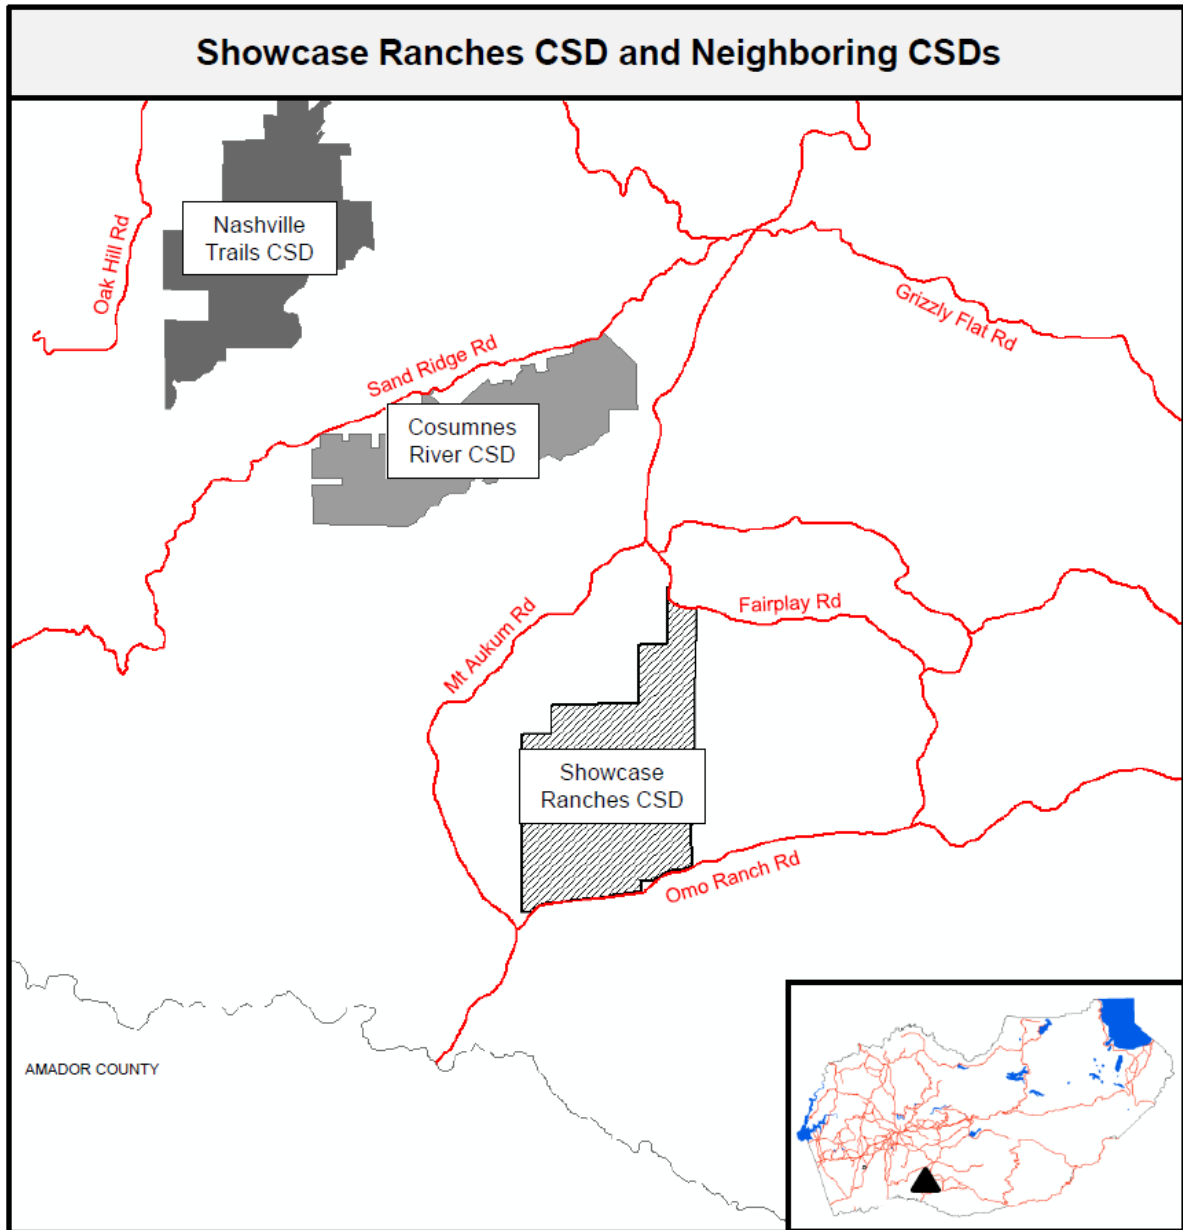 Showcase Ranches CSD and Neighboring CSDs
Nashville
Trails CSD
Oak Hill Rd
Grizzly Flat Rd
Sand Ridge Rd
Cosumnes
River CSD
Fairplay Rd
Mt Aukum Rd
Showcase
Ranches CSD
Omo Ranch Rd
AMADOR COUNTY